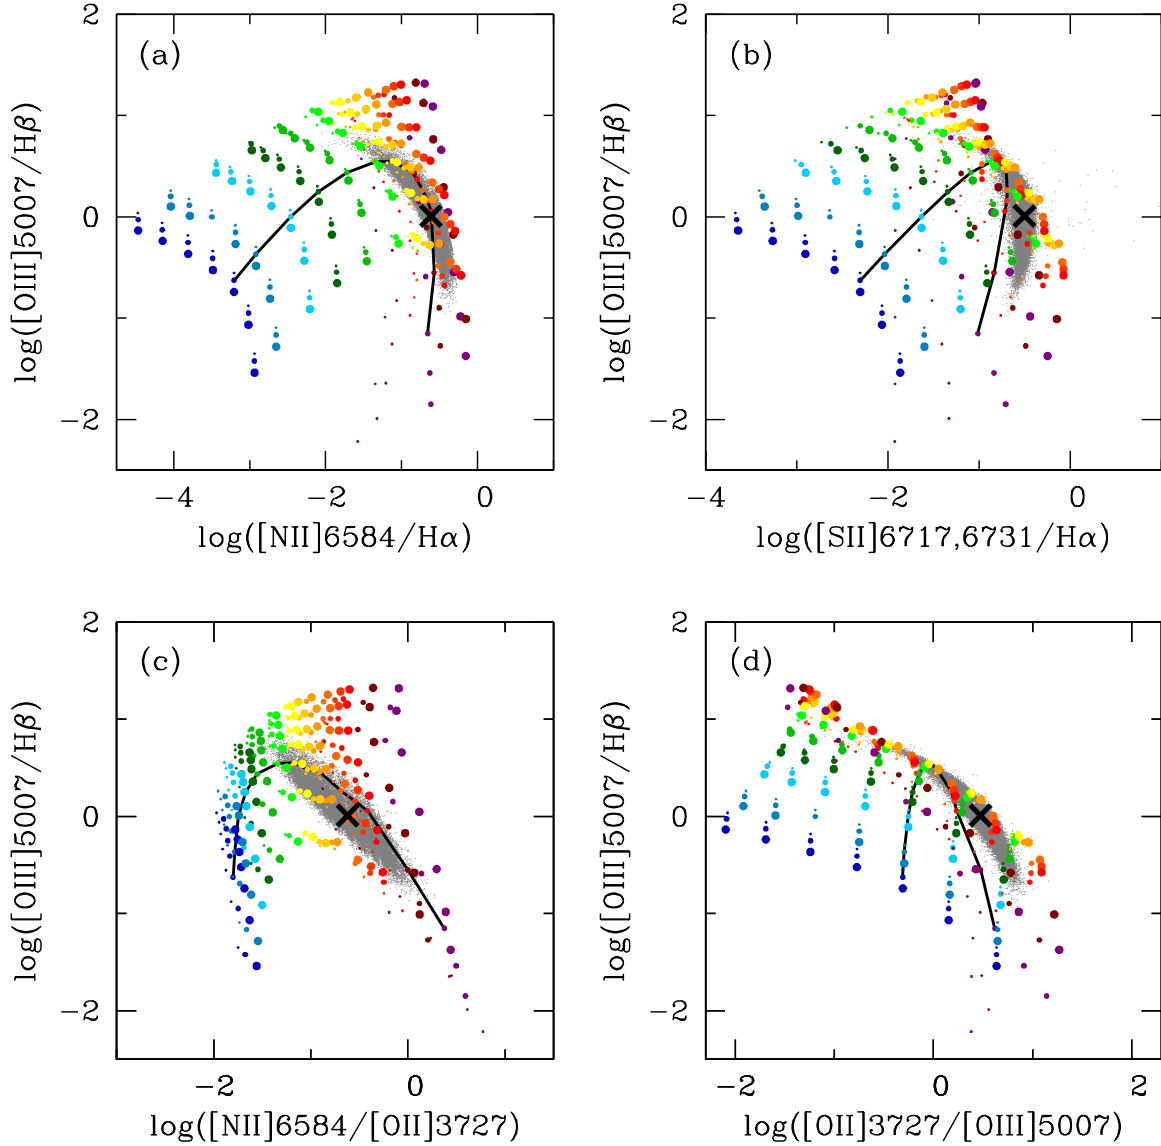 (a)
2
0
−2
log([OIII]5007/Hβ)
−4 −2 0
log([NII]6584/Hα)
(b)
2
0
−2
log([OIII]5007/Hβ)
−4 −2 0
log([SII]6717,6731/Hα)
(c)
2
0
−2
log([OIII]5007/Hβ)
−2 0
log([NII]6584/[OII]3727)
(d)
2
0
−2
log([OIII]5007/Hβ)
−2 0 2
log([OII]3727/[OIII]5007)